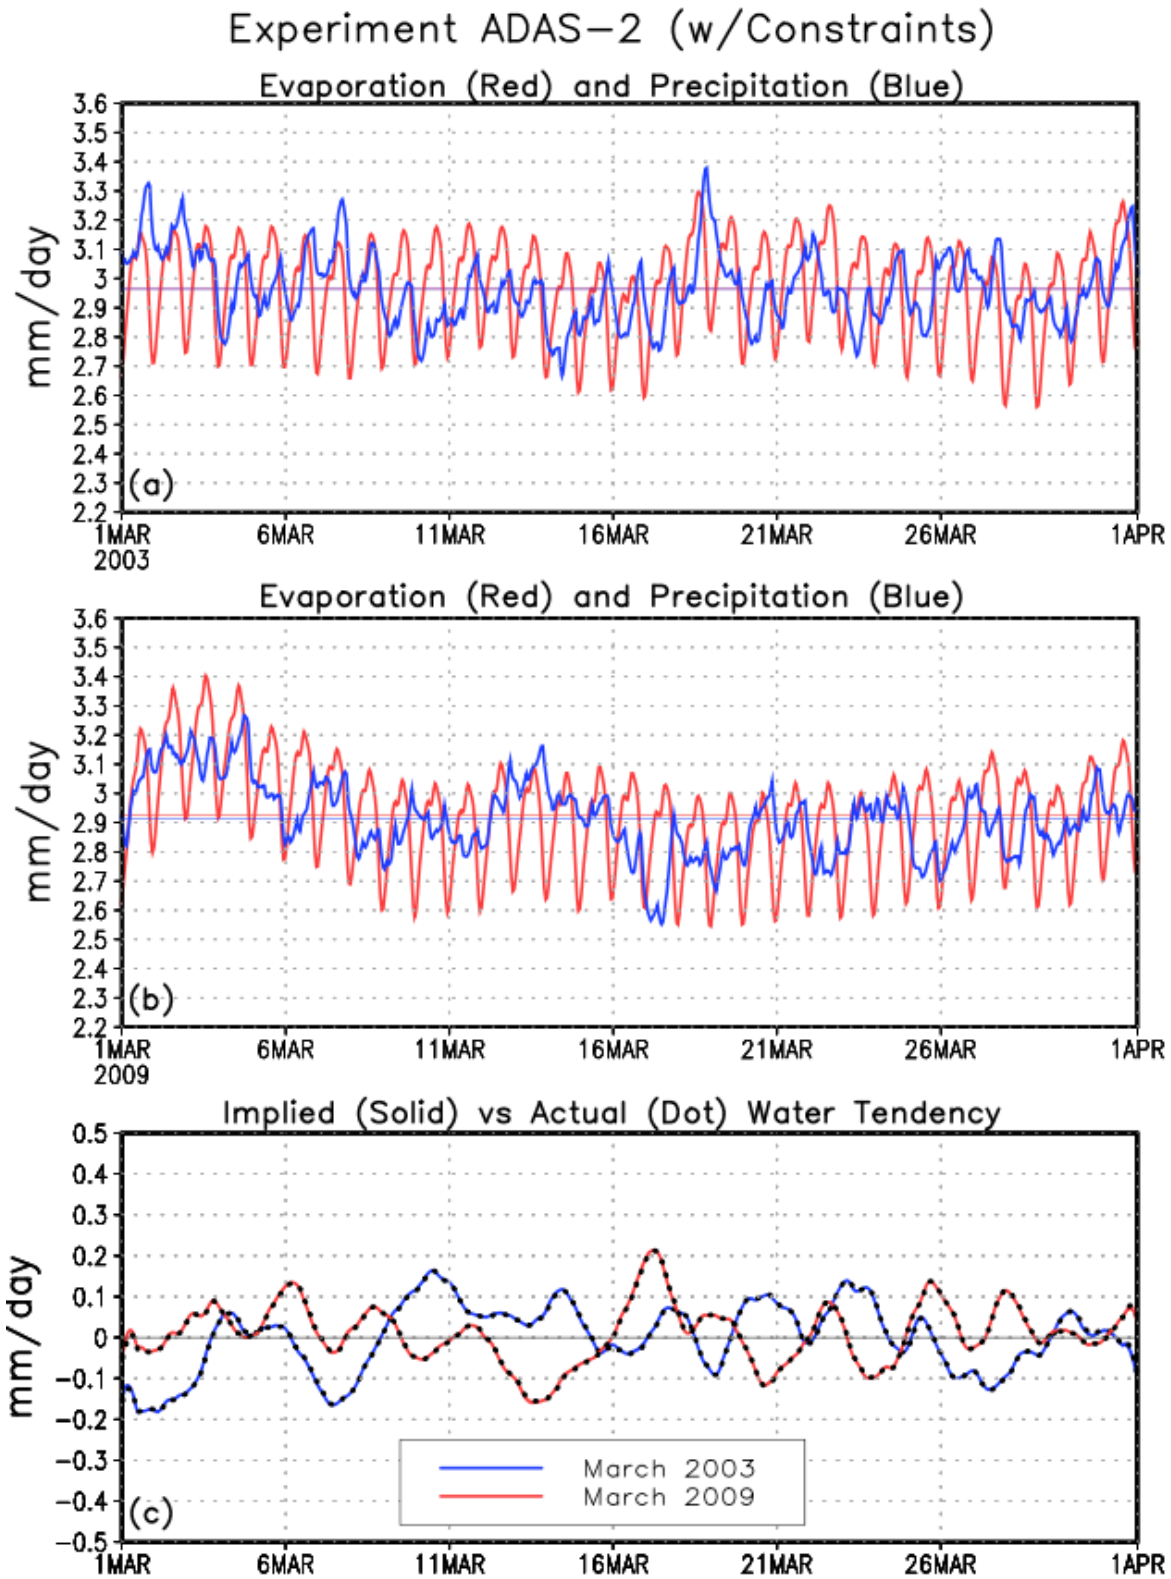 Experiment ADAS-2 (w/Constraints)
Evaporation (Red) and Precipitation (Blue)
3.6
3.5
3.4
3.3
3.2
3.1
3
2.9
2.8
2.7
2.6
2.5
2.4
2.3
2.2
mm/day
(a)
1MAR 6MAR 11MAR 16MAR 21MAR 26MAR 1APR
2003
Evaporation (Red) and Precipitation (Blue)
3.6
3.5
3.4
3.3
3.2
3.1
3
2.9
2.8
2.7
2.6
2.5
2.4
2.3
2.2
mm/day
(b)
1MAR 6MAR 11MAR 16MAR 21MAR 26MAR 1APR
2009
Implied (Solid) vs Actual (Dot) Water Tendency
0.5
0.4
0.3
0.2
0.1
0
-0.1
-0.2
-0.3
-0.4
-0.5
mm/day
March 2003
March 2009
(c)
1MAR 6MAR 11MAR 16MAR 21MAR 26MAR 1APR